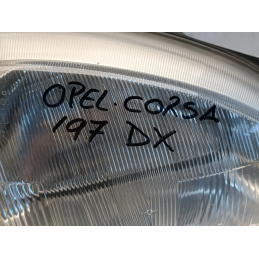 OPEL. CORSA
197 DX